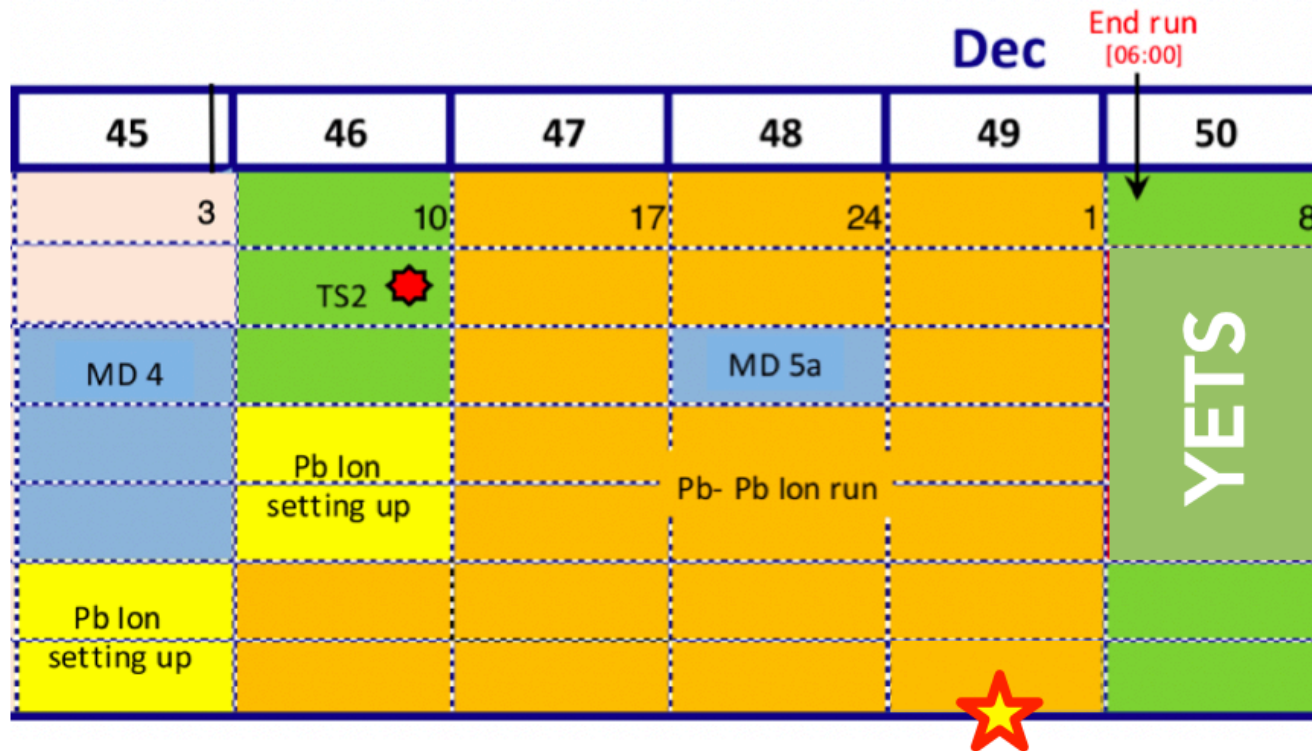 Dec
End run
[06:00]
45
46
47
48
49
50
3
10
17
24
1
8
TS2
MD 4
MD 5a
YETS
Pb Ion
setting up
Pb- Pb Ion run
Pb Ion
setting up